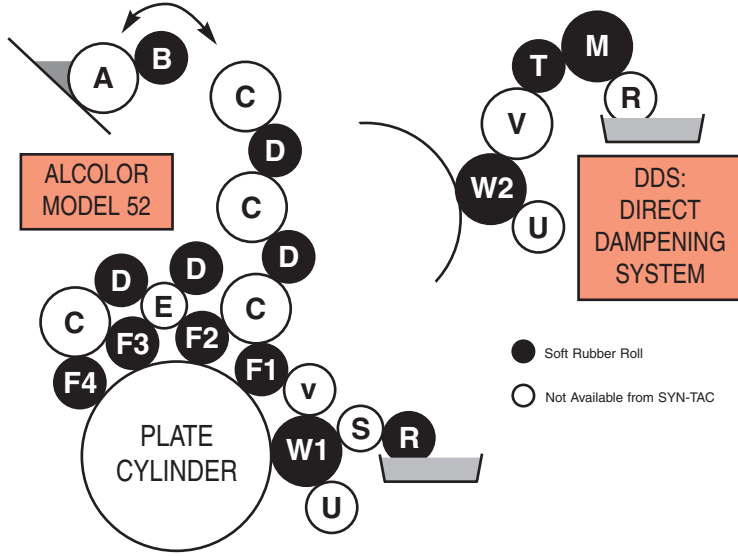 A
B
C
D
C
D
C
ALCOLOR
MODEL 52
D
E
D
C
F3
F2
F4
F1
v
PLATE
CYLINDER
W1
S
R
U
M
T
R
V
W2
U
DDS:
DIRECT
DAMPENING
SYSTEM
Soft Rubber Roll
Not Available from SYN-TAC